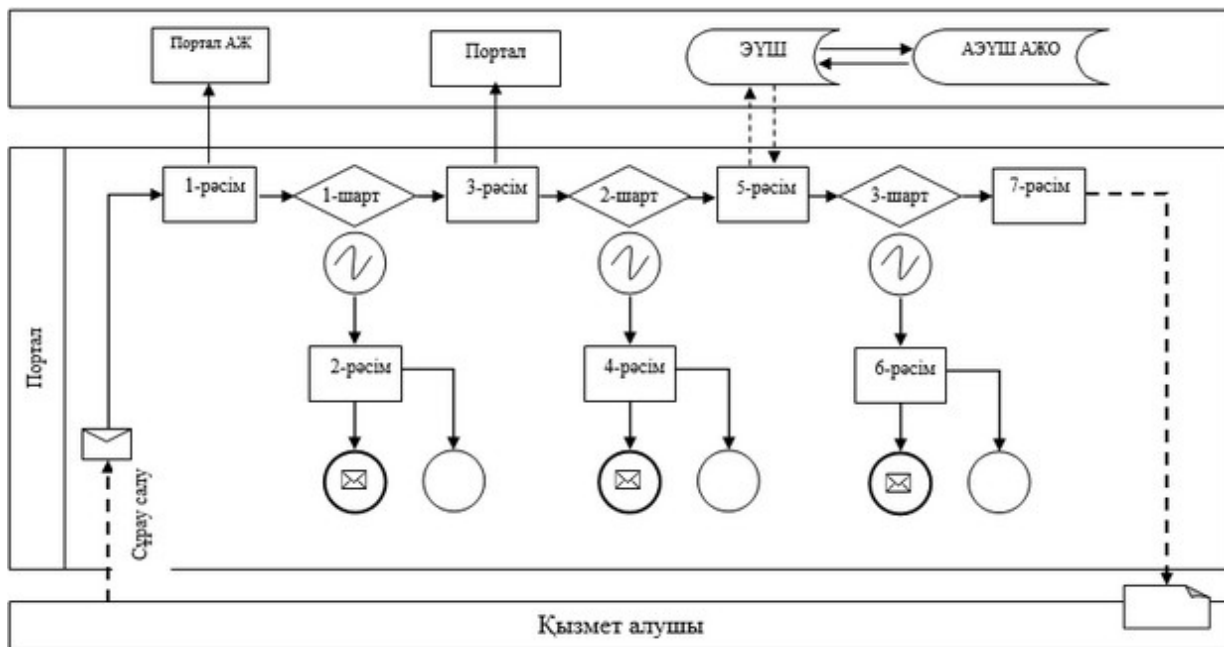 Портал АЖ
Портал
ЭҮШ
АЭҮШ АЖО
1-рәсім
1-шарт
3-рәсім
2-шарт
5-рәсім
3-шарт
7-рәсім
2-рәсім
4-рәсім
6-рәсім
Портал
Сұрау салу
Қызмет алушы